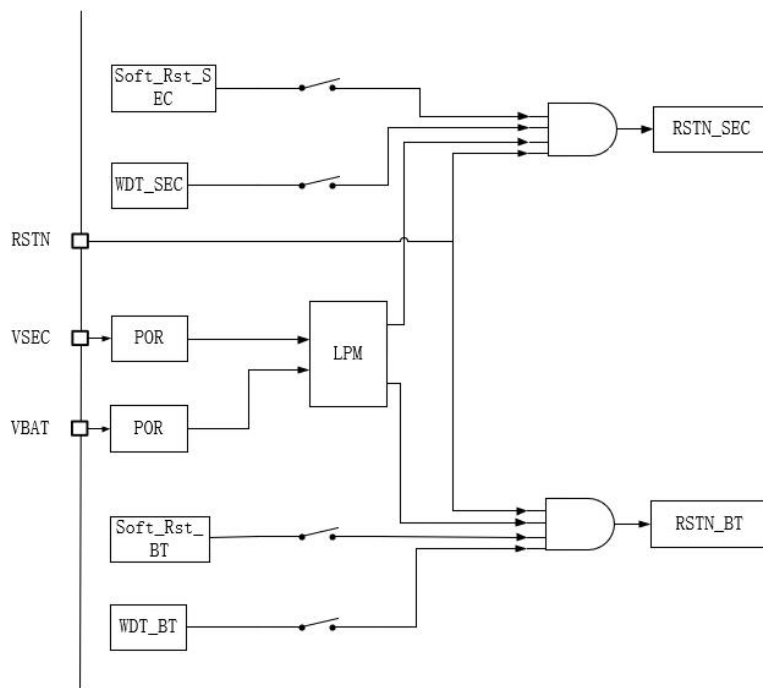 Soft_Rst_S
EC
RSTN_SEC
WDT_SEC
RSTN
VSEC
POR
LPM
VBAT
POR
Soft_Rst_
BT
RSTN_BT
WDT_BT